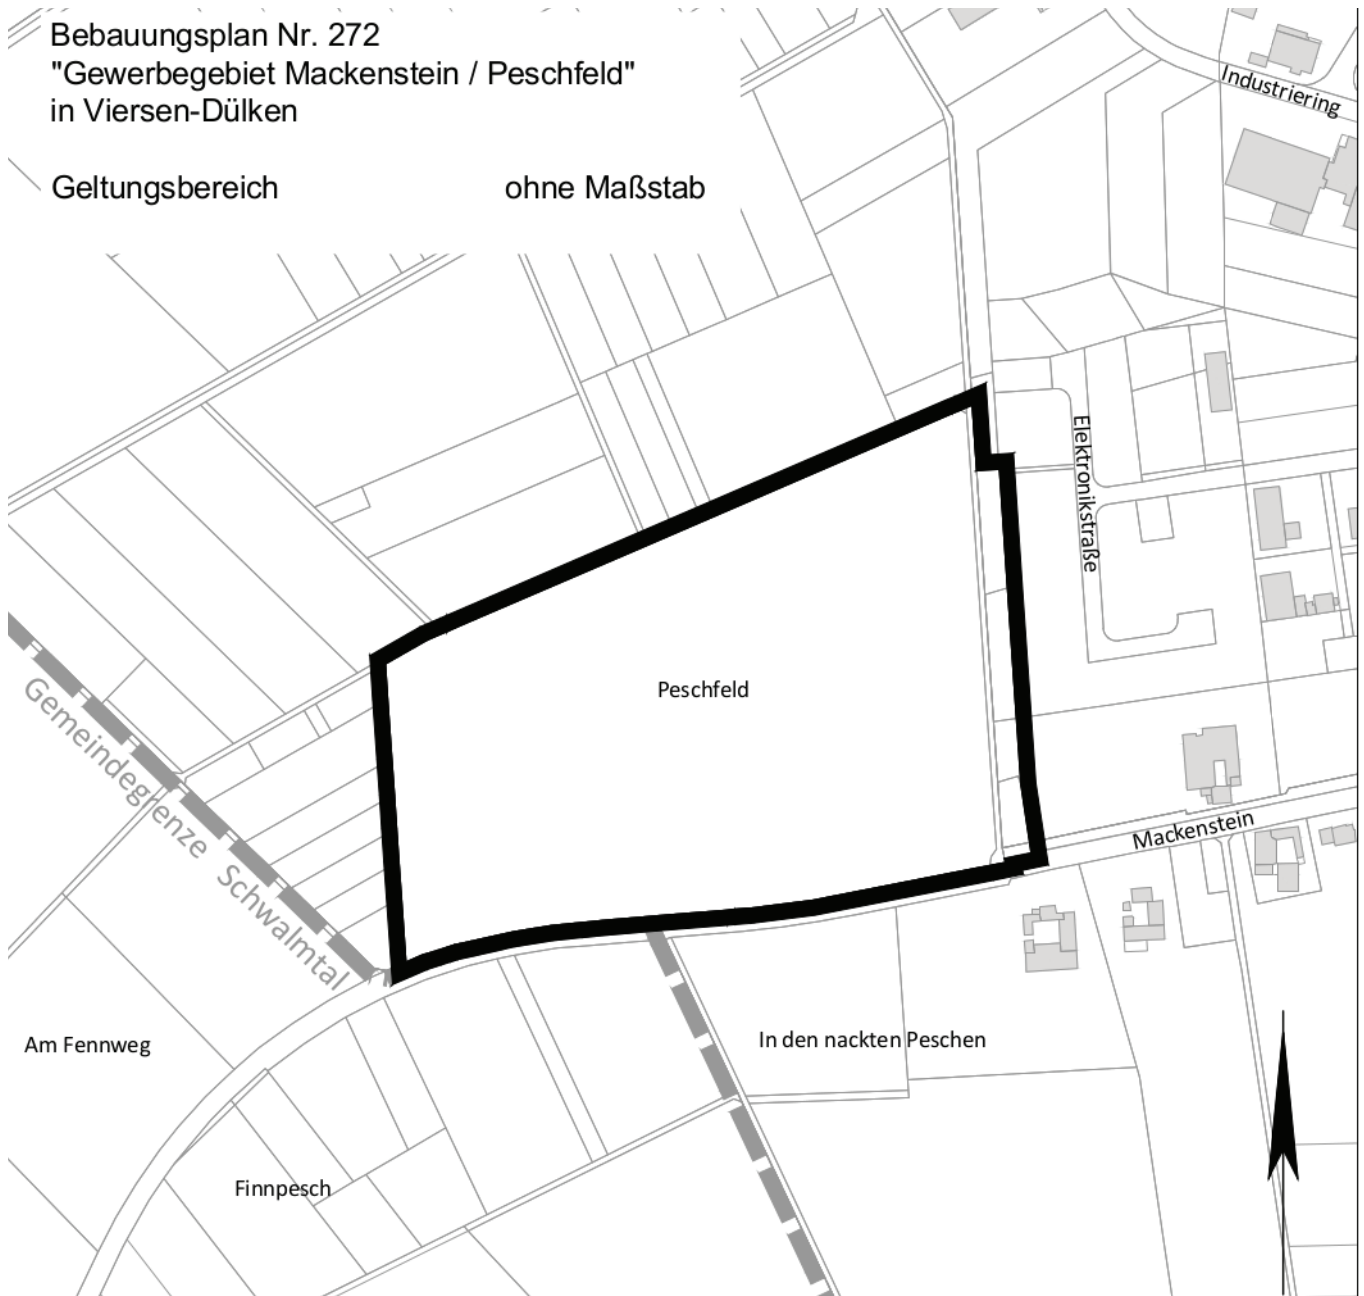 Bebauungsplan Nr. 272
"Gewerbegebiet Mackenstein / Peschfeld"
in Viersen-Dülken
Geltungsbereich ohne Maßstab
Industriering
Elektronikstraße
Peschfeld
Gemeindegrenze Schwalmtal
Mackenstein
Am Fennweg
In den nackten Peschen
Finnpesch